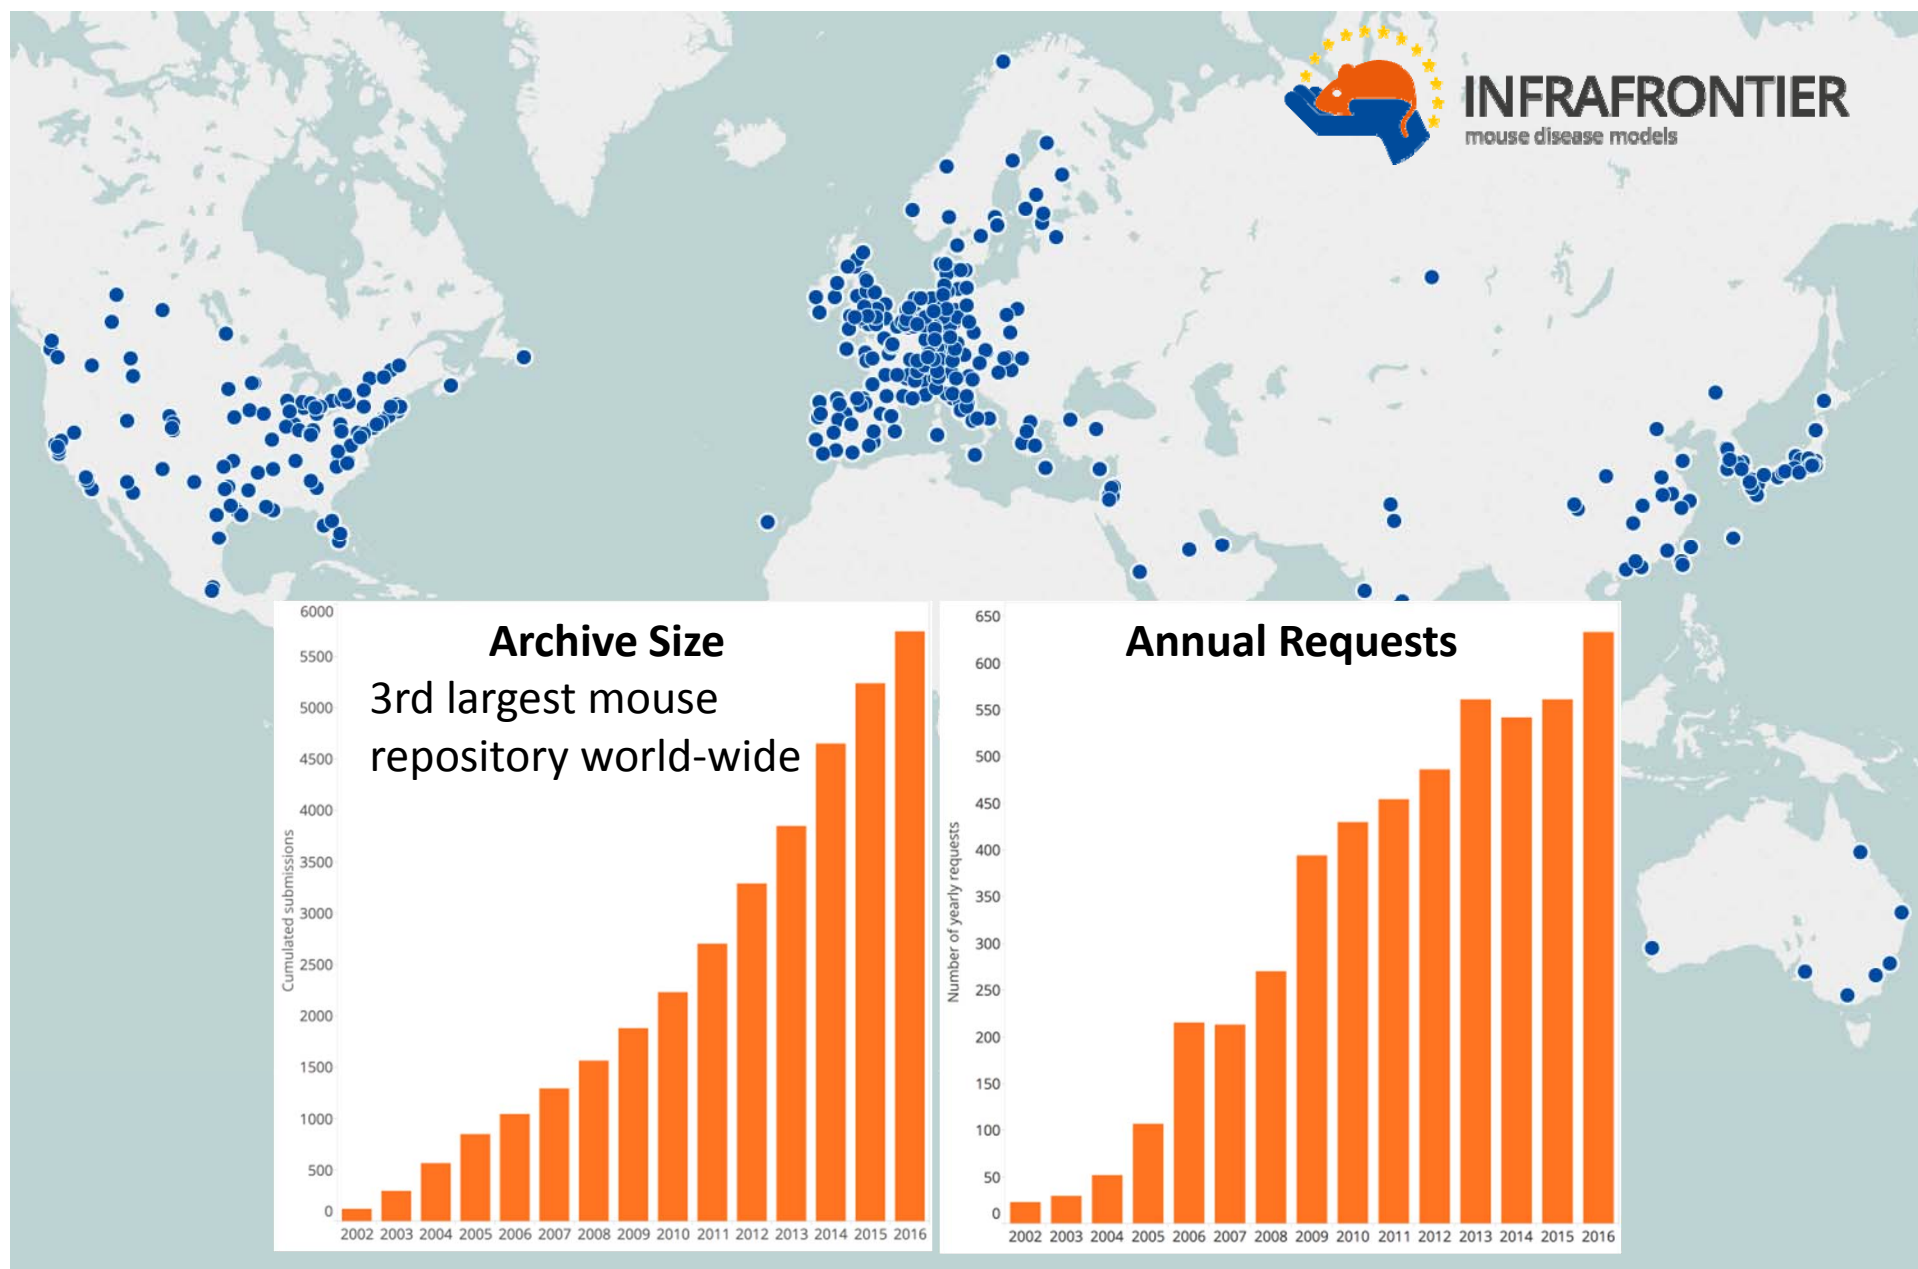 INFRAFRONTIER
mouse disease models
Archive Size
3rd largest mouse
repository world-wide
Cumulated submissions
6000
5500
5000
4500
4000
3500
3000
2500
2000
1500
1000
500
0
2002 2003 2004 2005 2006 2007 2008 2009 2010 2011 2012 2013 2014 2015 2016
Annual Requests
Number of yearly requests
650
600
550
500
450
400
350
300
250
200
150
100
50
0
2002 2003 2004 2005 2006 2007 2008 2009 2010 2011 2012 2013 2014 2015 2016